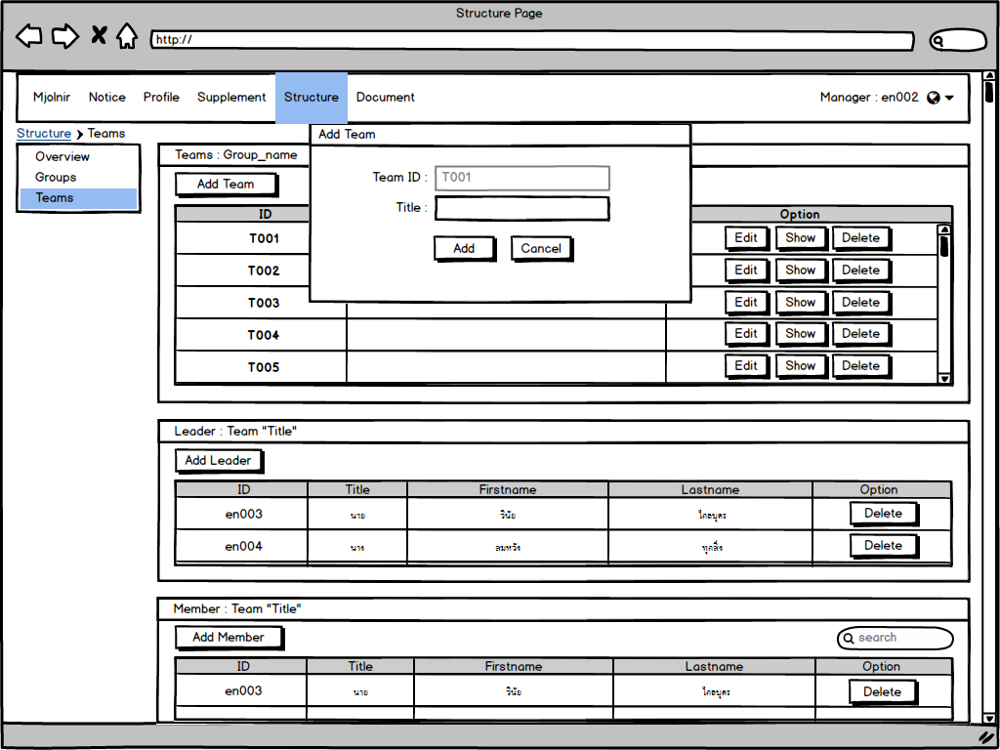 Structure Page
http://
Mjolnir Notice Profile Supplement Structure Document Manager : en002
Structure Teams
Overview
Groups
Teams
Teams : Group_name
Add Team
Add Team
Team ID : T001
Title :
Add Cancel
ID Option
T001 Edit Show Delete
T002 Edit Show Delete
T003 Edit Show Delete
T004 Edit Show Delete
T005 Edit Show Delete
Leader : Team "Title"
Add Leader
ID Title Firstname Lastname Option
en003 นาย วินัย ไกลบุตร Delete
en004 นาง สมหวัง ทุกสิ่ง Delete
Member : Team "Title"
Add Member search
ID Title Firstname Lastname Option
en003 นาย วินัย ไกลบุตร Delete